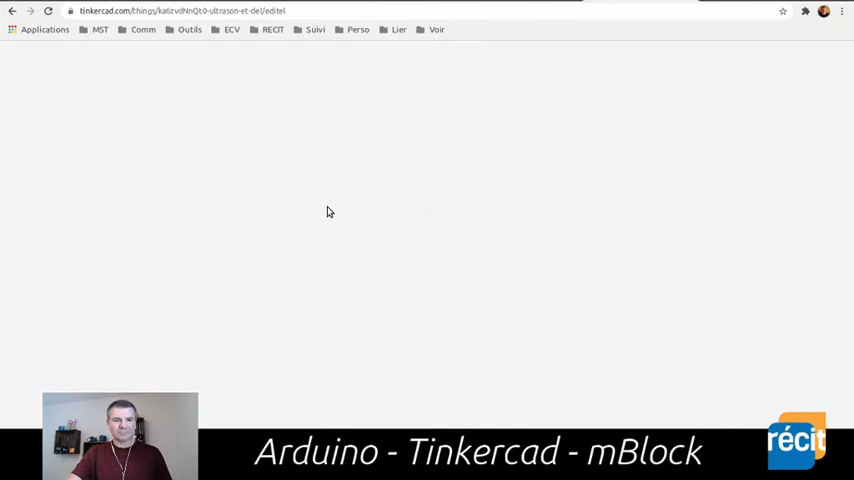 tinkercad.com/things/ka6zvdNnQt0-ultrason-et-del/editel
Applications MST Comm Outils ECV RECIT Suivi Perso Lier Voir
Arduino - Tinkercad - mBlock
récit